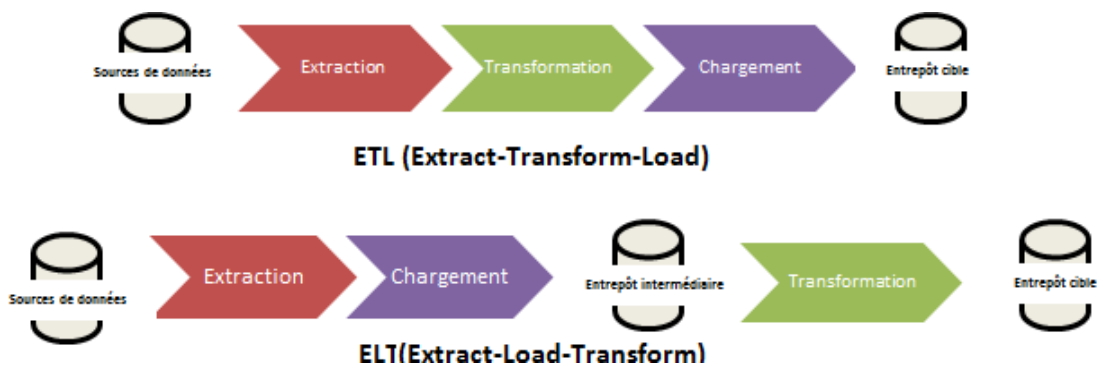 Sources de données
Extraction
Transformation
Chargement
Entrepôt cible
ETL (Extract-Transform-Load)
Sources de données
Extraction
Chargement
Entrepôt intermédiaire
Transformation
Entrepôt cible
ELT(Extract-Load-Transform)